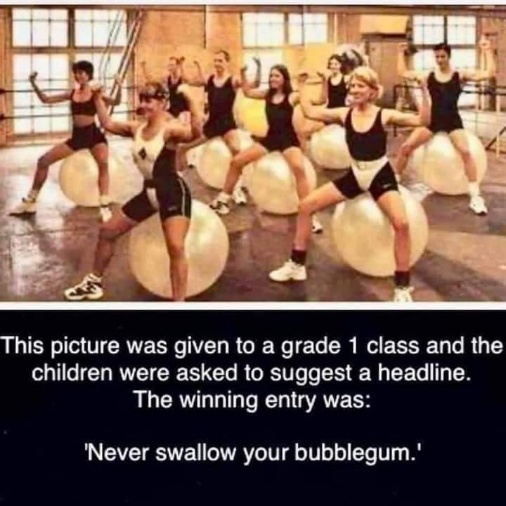 This picture was given to a grade 1 class and the
children were asked to suggest a headline.
The winning entry was:
'Never swallow your bubblegum.'